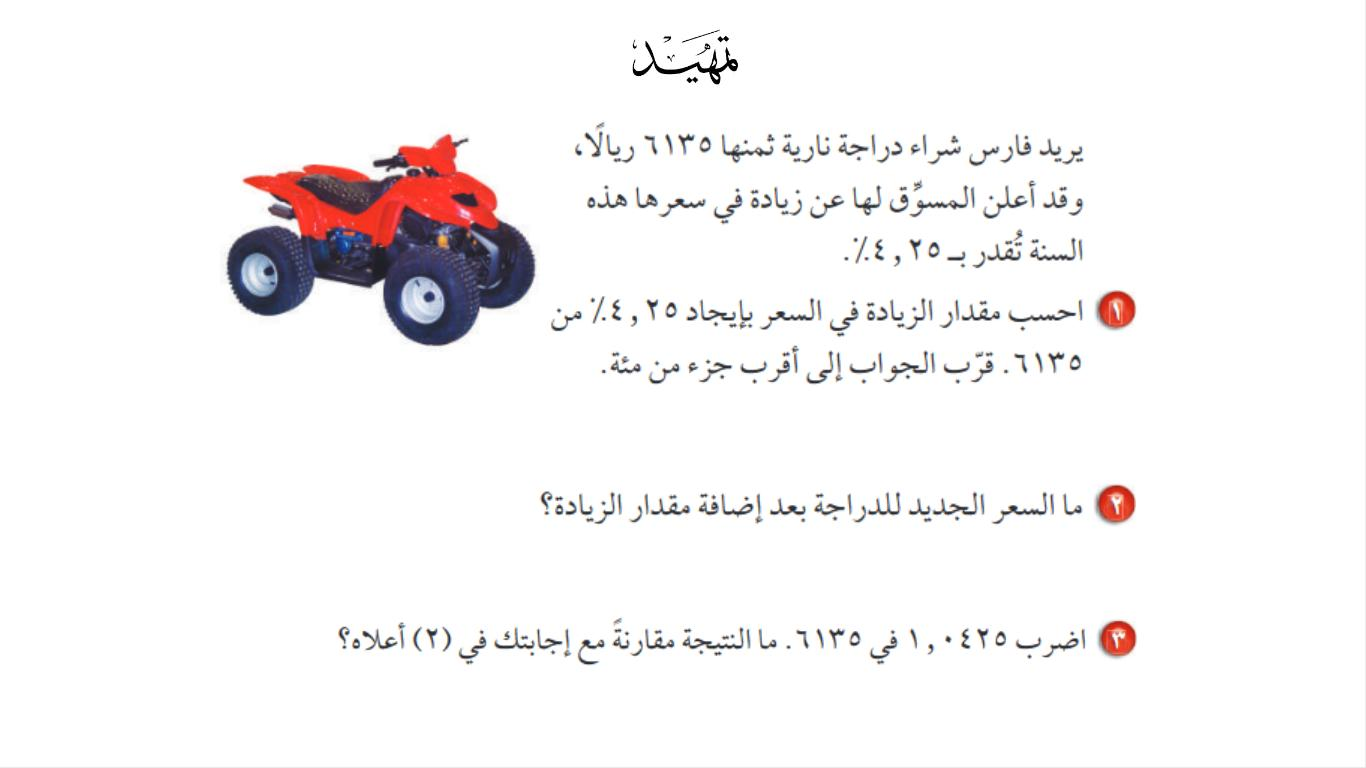 تمهيد
يريد فارس شراء دراجة نارية ثمنها ٦١٣٥ ريالًا،
وقد أعلن المسوِّق لها عن زيادة في سعرها هذه
السنة تُقدر بـ ٤,٢٥٪.
١ احسب مقدار الزيادة في السعر بإيجاد ٤,٢٥٪ من
٦١٣٥. قرّب الجواب إلى أقرب جزء من مئة.
٢ ما السعر الجديد للدراجة بعد إضافة مقدار الزيادة؟
٣ اضرب ١,٠٤٢٥ في ٦١٣٥. ما النتيجة مقارنةً مع إجابتك في (٢) أعلاه؟